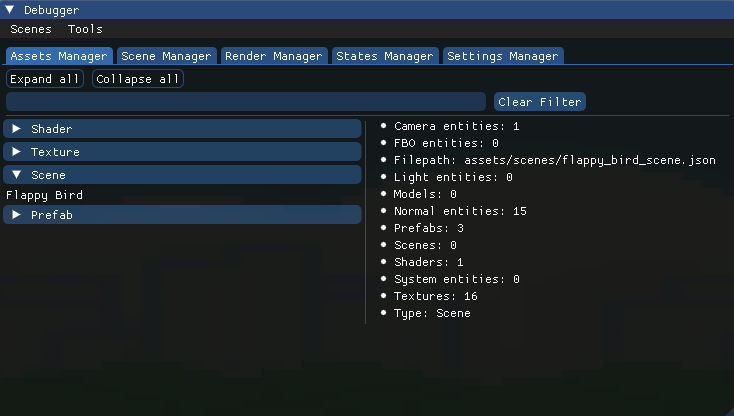 Debugger
Scenes Tools
Assets Manager Scene Manager Render Manager States Manager Settings Manager
Expand all Collapse all
Clear Filter
Shader
Texture
Scene
Flappy Bird
Prefab
Camera entities: 1
FBO entities: 0
Filepath: assets/scenes/flappy_bird_scene.json
Light entities: 0
Models: 0
Normal entities: 15
Prefabs: 3
Scenes: 0
Shaders: 1
System entities: 0
Textures: 16
Type: Scene